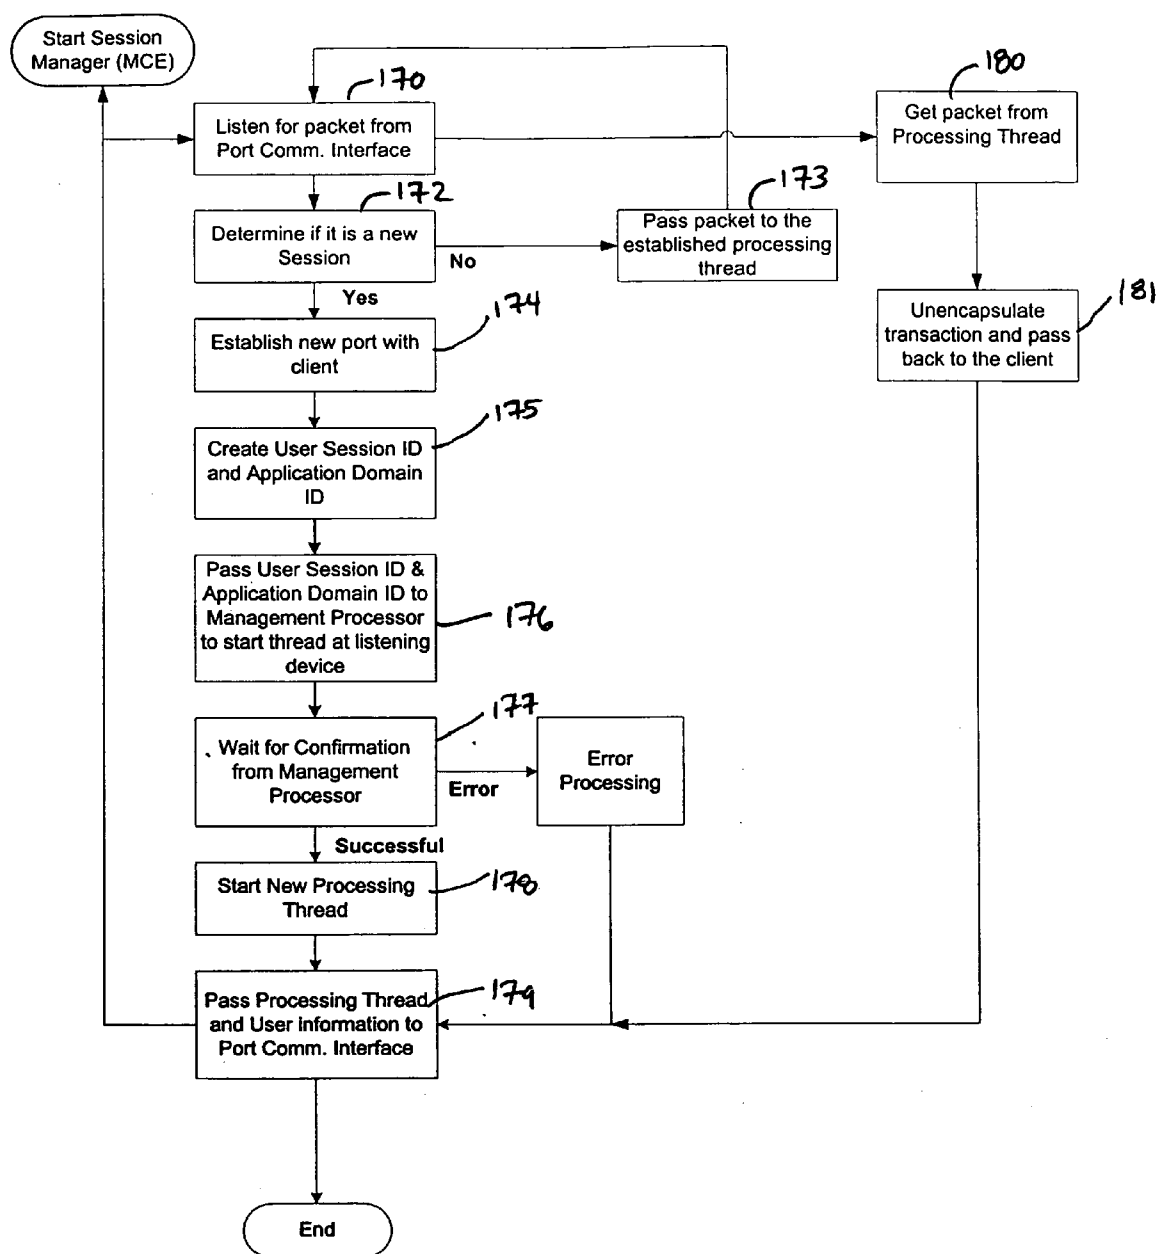 Start Session
Manager (MCE)
170
Listen for packet from
Port Comm. Interface
180
Get packet from
Processing Thread
172
Determine if it is a new
Session
No
173
Pass packet to the
established processing
thread
Yes
174
Establish new port with
client
181
Unencapsulate
transaction and pass
back to the client
175
Create User Session ID
and Application Domain
ID
Pass User Session ID &
Application Domain ID to
Management Processor
to start thread at listening
device
176
177
Wait for Confirmation
from Management
Processor
Error
Error
Processing
Successful
Start New Processing
Thread
178
Pass Processing Thread
and User Information to
Port Comm. Interface
179
End